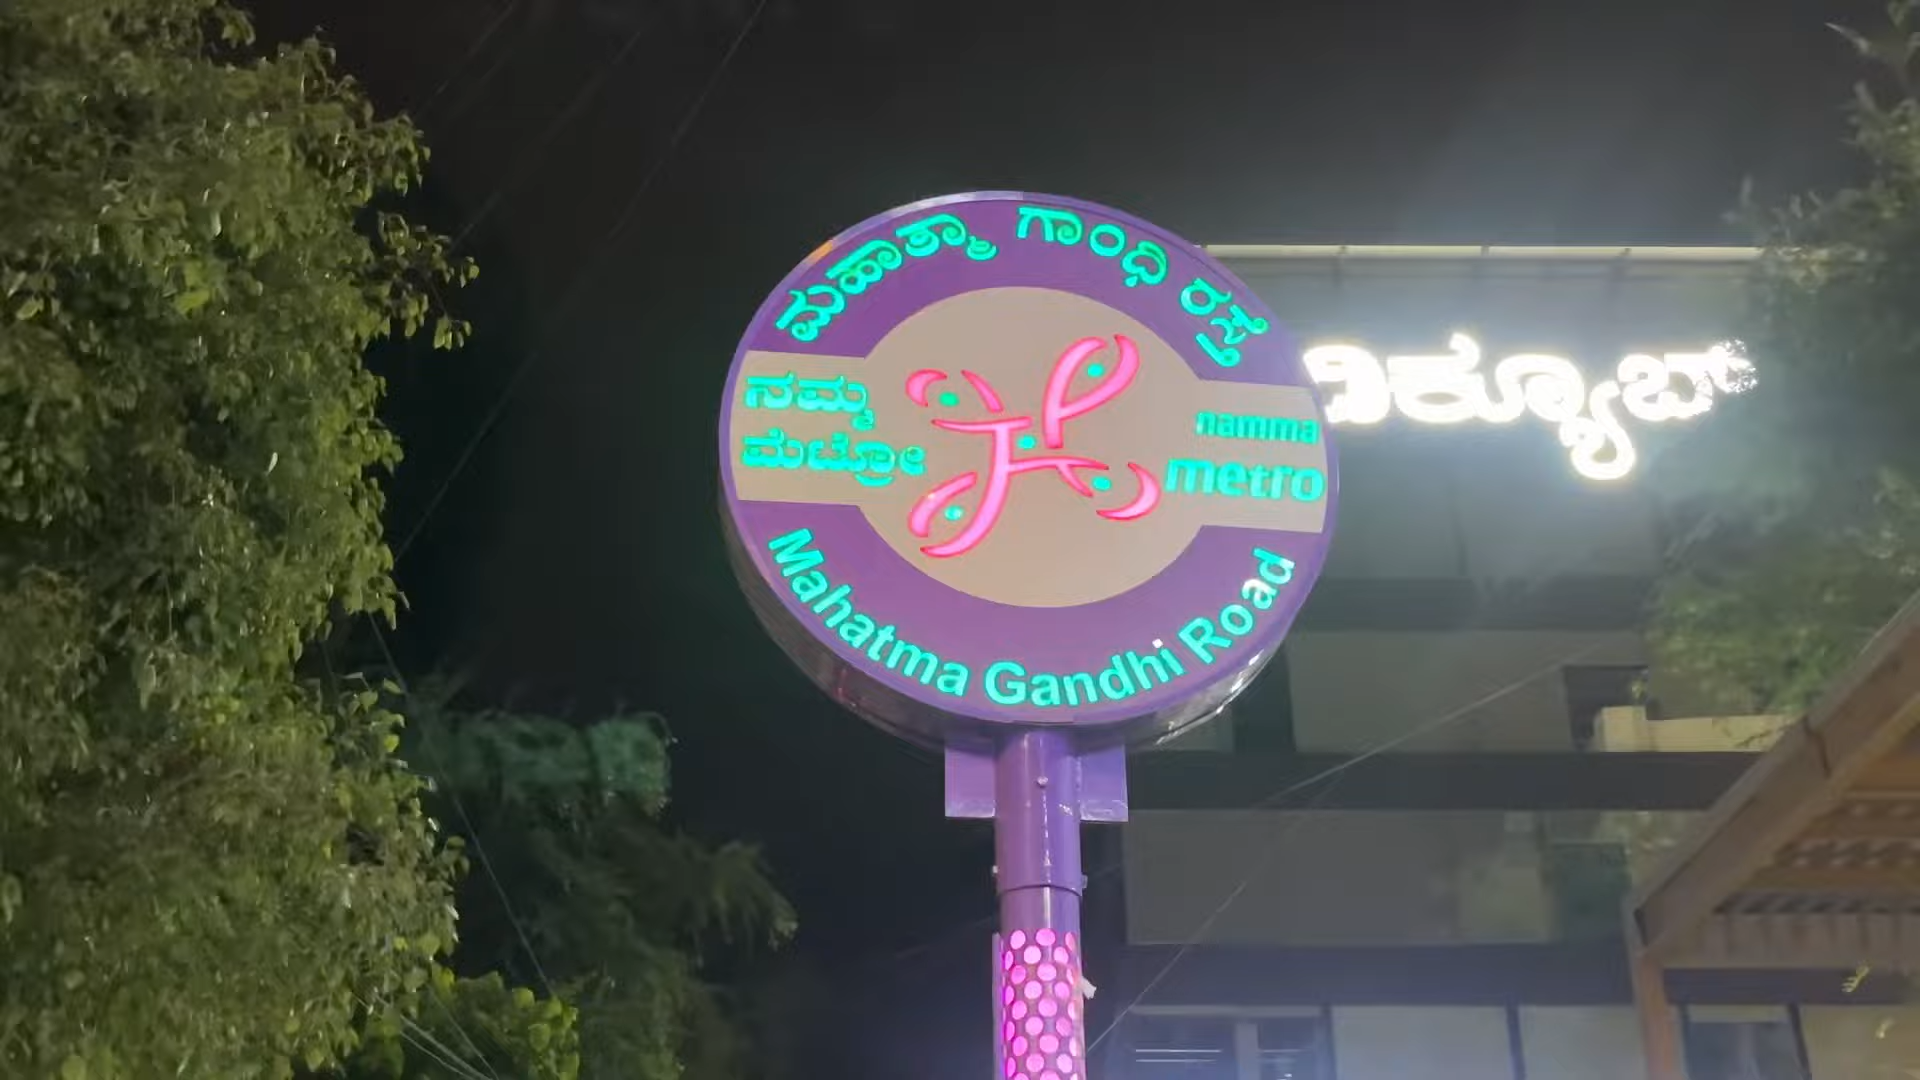 ಮಹಾತ್ಮಾ ಗಾಂಧಿ ರಸ್ತೆ
ನಮ್ಮ
ಮೆಟ್ರೋ
namma
metro
Mahatma Gandhi Road